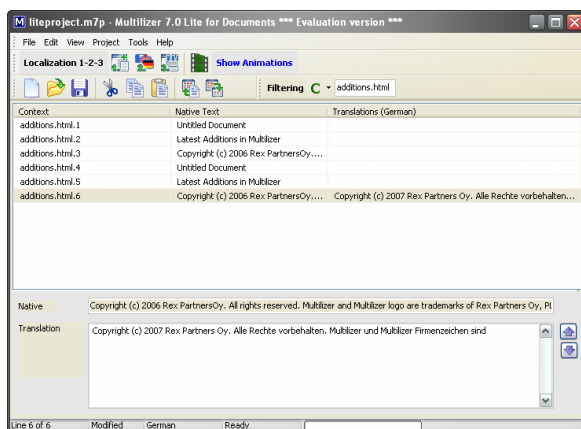 liteproject.m7p - Multilizer 7.0 Lite for Documents *** Evaluation version ***
File Edit View Project Tools Help
Localization 1-2-3 Show Animations
Filtering C additions.html
Context Native Text Translations (German)
additions.html.1 Untitled Document
additions.html.2 Latest Additions in Multilizer
additions.html.3 Copyright (c) 2006 Rex PartnersOy....
additions.html.4 Untitled Document
additions.html.5 Latest Additions in Multilizer
additions.html.6 Copyright (c) 2006 Rex PartnersOy.... Copyright (c) 2007 Rex Partners Oy. Alle Rechte vorbehalten...
Native Copyright (c) 2006 Rex PartnersOy. All rights reserved. Multilizer and Multilizer logo are trademarks of Rex Partners Oy, Pl
Translation Copyright (c) 2007 Rex Partners Oy. Alle Rechte vorbehalten. Multilizer und Multilizer Firmenzeichen sind
Line 6 of 6 Modified German Ready